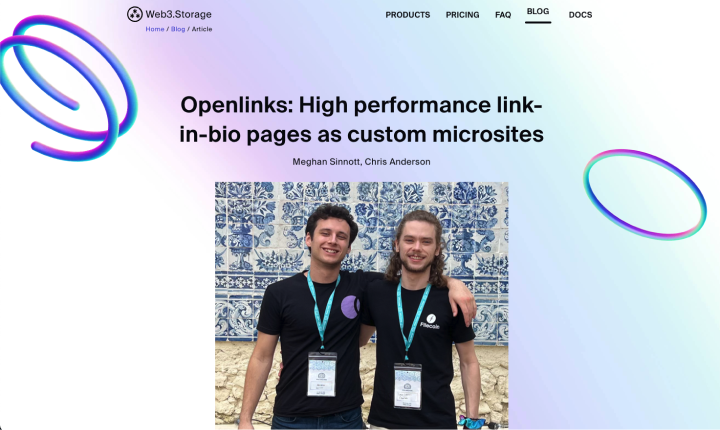 Web3.Storage
PRODUCTS PRICING FAQ BLOG DOCS
Home / Blog / Article
Openlinks: High performance link-
in-bio pages as custom microsites
Meghan Sinnott, Chris Anderson
Filecoin